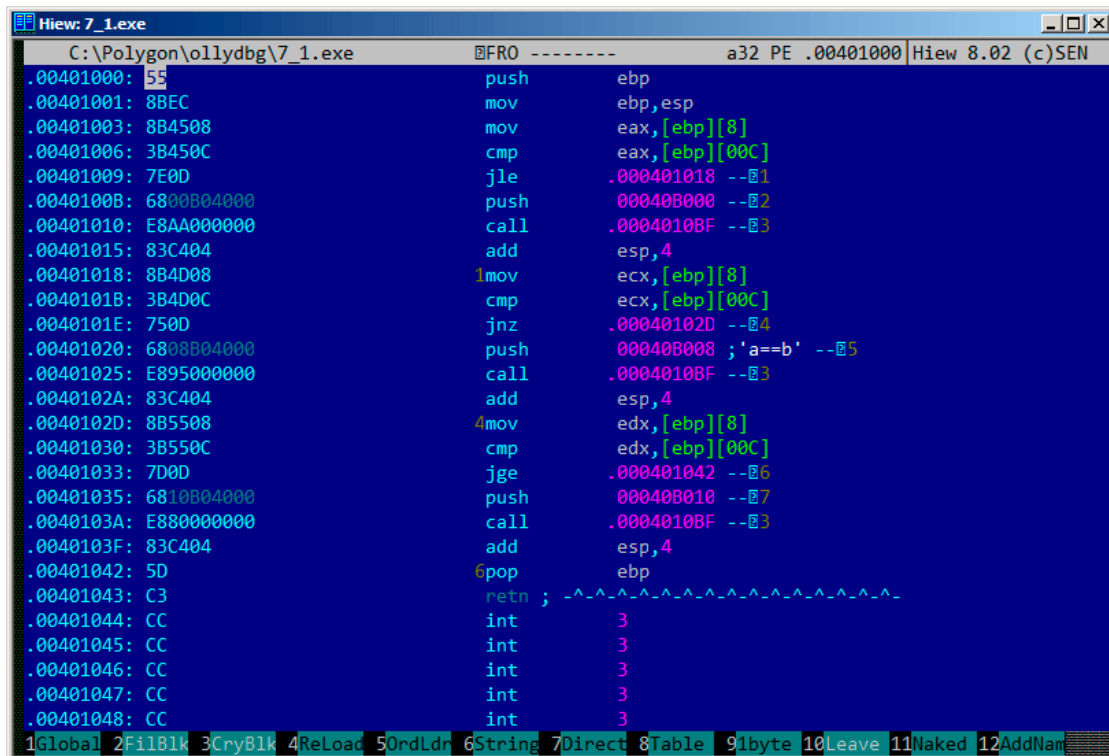 Hiew: 7_1.exe
C:\Polygon\ollydbg\7_1.exe FRO -------- a32 PE .00401000 Hiew 8.02 (c)SEN
.00401000: 55 push ebp
.00401001: 8BEC mov ebp,esp
.00401003: 8B4508 mov eax,[ebp][8]
.00401006: 3B450C cmp eax,[ebp][00C]
.00401009: 7E0D jle .000401018 --1
.0040100B: 6800B04000 push 00040B000 --2
.00401010: E8AA000000 call .0004010BF --3
.00401015: 83C404 add esp,4
.00401018: 8B4D08 1mov ecx,[ebp][8]
.0040101B: 3B4D0C cmp ecx,[ebp][00C]
.0040101E: 750D jnz .00040102D --4
.00401020: 6808B04000 push 00040B008 ;'a==b' --5
.00401025: E895000000 call .0004010BF --3
.0040102A: 83C404 add esp,4
.0040102D: 8B5508 4mov edx,[ebp][8]
.00401030: 3B550C cmp edx,[ebp][00C]
.00401033: 7D0D jge .000401042 --6
.00401035: 6810B04000 push 00040B010 --7
.0040103A: E880000000 call .0004010BF --3
.0040103F: 83C404 add esp,4
.00401042: 5D 6pop ebp
.00401043: C3 retn ; -^-^-^-^-^-^-^-^-^-^-^-^-^-^-^-
.00401044: CC int 3
.00401045: CC int 3
.00401046: CC int 3
.00401047: CC int 3
.00401048: CC int 3
1Global 2FilBlk 3CryBlk 4ReLoad 5OrdLdr 6String 7Direct 8Table 91byte 10Leave 11Naked 12AddNam